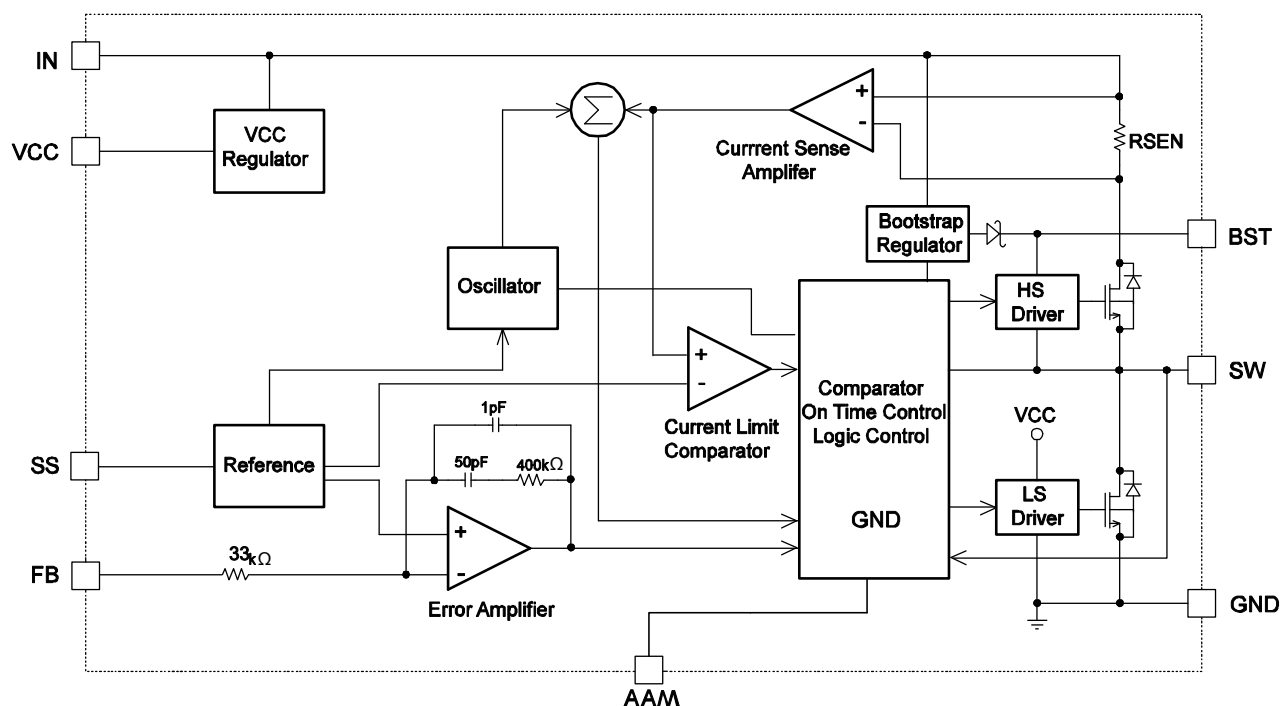 IN
VCC
VCC
Regulator
Σ
+
-
Currrent Sense
Amplifer
RSEN
Bootstrap
Regulator
BST
Oscillator
HS
Driver
+
-
Current Limit
Comparator
Comparator
On Time Control
Logic Control
GND
SW
VCC
1pF
50pF
400kΩ
SS
Reference
LS
Driver
FB
33kΩ
+
-
Error Amplifier
GND
AAM